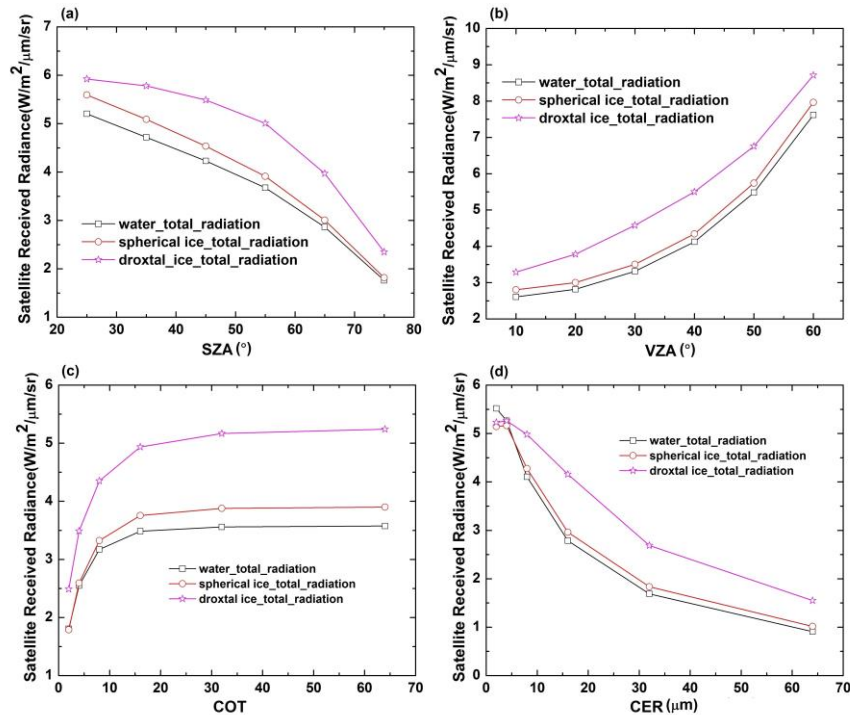 (a)
Satellite Received Radiance(W/m²/μm/sr)
7
6
5
4
3
2
1
water_total_radiation
spherical ice_total_radiation
droxtal_ice_total_radiation
20 30 40 50 60 70 80
SZA(°)
(b)
Satellite Received Radiance(W/m²/μm/sr)
10
9
8
7
6
5
4
3
2
water_total_radiation
spherical ice_total_radiation
droxtal ice_total_radiation
10 20 30 40 50 60
VZA(°)
(c)
Satellite Received Radiance(W/m²/μm/sr)
6
5
4
3
2
1
water_total_radiation
spherical ice_total_radiation
droxtal ice_total_radiation
0 10 20 30 40 50 60 70
COT
(d)
Satellite Received Radiance(W/m²/μm/sr)
6
5
4
3
2
1
0
water_total_radiation
spherical ice_total_radiation
droxtal ice_total_radiation
0 10 20 30 40 50 60 70
CER(μm)